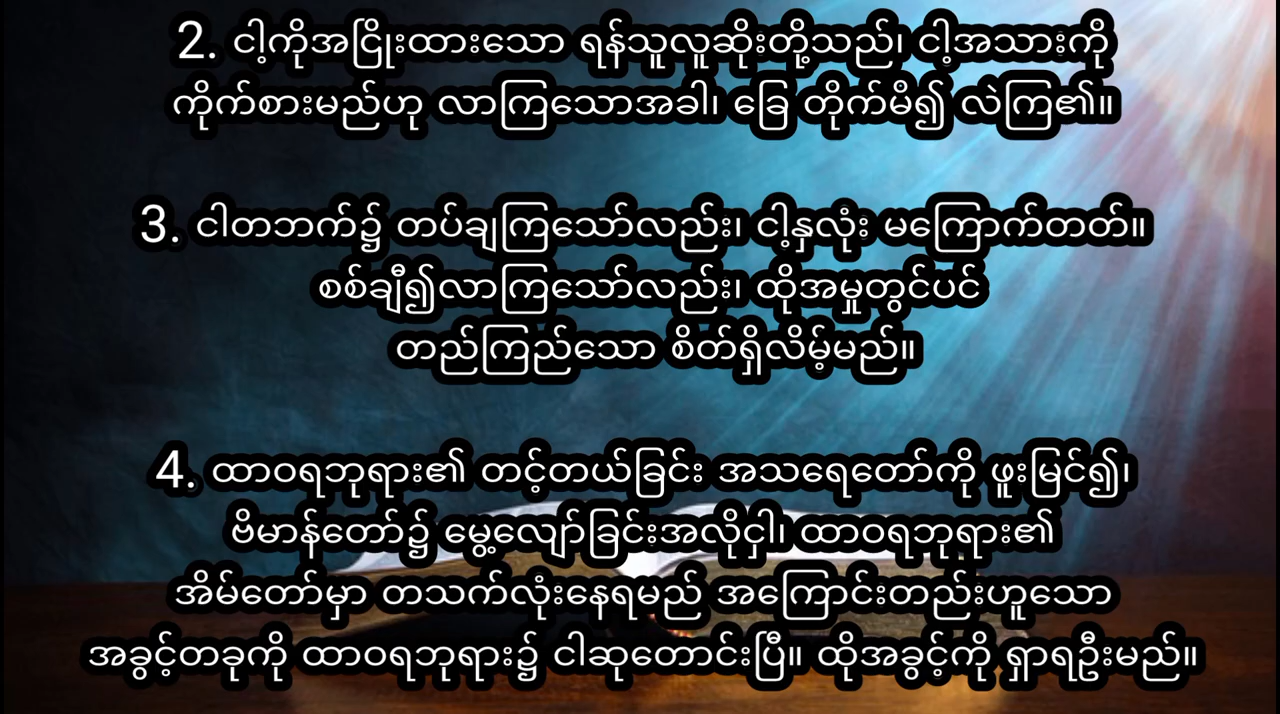 2. ငါ့ကိုအငြိုးထားသော ရန်သူလူဆိုးတို့သည်၊ ငါ့အသားကို
ကိုက်စားမည်ဟု လာကြသောအခါ၊ ခြေ တိုက်မိ၍ လဲကြ၏။
3. ငါတဘက်၌ တပ်ချကြသော်လည်း၊ ငါ့နှလုံး မကြောက်တတ်။
စစ်ချီ၍လာကြသော်လည်း၊ ထိုအမှုတွင်ပင်
တည်ကြည်သော စိတ်ရှိလိမ့်မည်။
4. ထာဝရဘုရား၏ တင့်တယ်ခြင်း အသရေတော်ကို ဖူးမြင်၍၊
ဗိမာန်တော်၌ မွေ့လျော်ခြင်းအလိုငှါ၊ ထာဝရဘုရား၏
အိမ်တော်မှာ တသက်လုံးနေရမည် အကြောင်းတည်းဟူသော
အခွင့်တခုကို ထာဝရဘုရား၌ ငါဆုတောင်းပြီ။ ထိုအခွင့်ကို ရှာရဦးမည်။